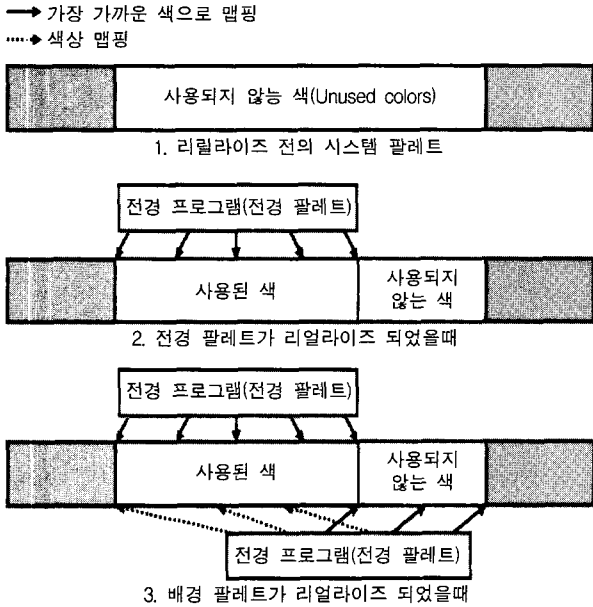 가장 가까운 색으로 맵핑
색상 맵핑
사용되지 않능 색(Unused colors)
1. 리릴라이즈 전의 시스템 팔레트
전경 프로그램(전경 팔레트)
사용된 색
사용되지
않는 색
2. 전경 팔레트가 리얼라이즈 되었을때
전경 프로그램(전경 팔레트)
사용된 색
사용되지
않는 색
전경 프로그램(전경 팔레트)
3. 배경 팔레트가 리얼라이즈 되었을때